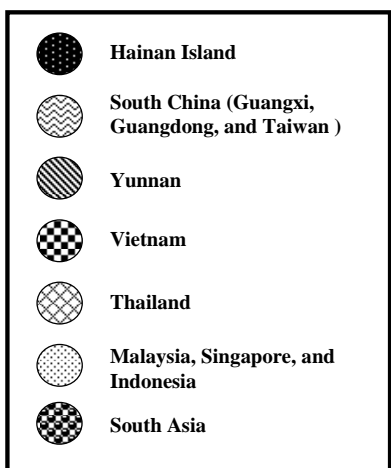 Hainan Island
South China (Guangxi,
Guangdong, and Taiwan )
Yunnan
Vietnam
Thailand
Malaysia, Singapore, and
Indonesia
South Asia